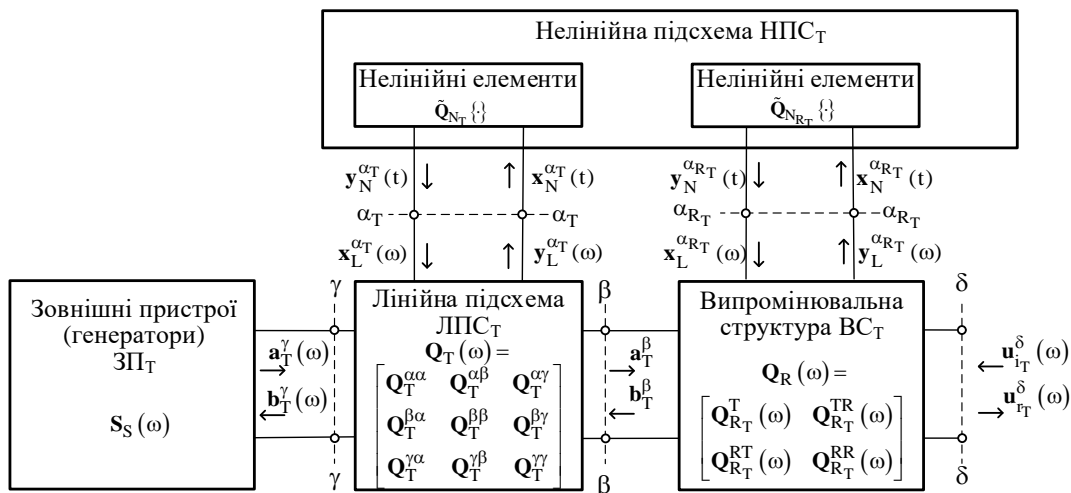 Нелінійна підсхема НПС_T
Нелінійні елементи
Q̃_{N_T}{·}
Нелінійні елементи
Q̃_{N_{R_T}}{·}
y_N^{α_T}(t) ↓ ↑ x_N^{α_T}(t)
y_N^{α_{R_T}}(t) ↓ ↑ x_N^{α_{R_T}}(t)
α_T α_T
α_{R_T} α_{R_T}
x_L^{α_T}(ω) ↓ ↑ y_L^{α_T}(ω)
x_L^{α_{R_T}}(ω) ↓ ↑ y_L^{α_{R_T}}(ω)
Зовнішні пристрої
(генератори)
ЗП_T
S_S(ω)
γ
a_T^γ(ω)
b_T^γ(ω)
γ
Лінійна підсхема
ЛПС_T
Q_T(ω) =
Q_T^{αα} Q_T^{αβ} Q_T^{αγ}
Q_T^{βα} Q_T^{ββ} Q_T^{βγ}
Q_T^{γα} Q_T^{γβ} Q_T^{γγ}
β
a_T^β
b_T^β
β
Випромінювальна
структура ВС_T
Q_R(ω) =
Q_{R_T}^T(ω) Q_{R_T}^{TR}(ω)
Q_{R_T}^{RT}(ω) Q_{R_T}^{RR}(ω)
δ
u_{i_T}^δ(ω)
u_{r_T}^δ(ω)
δ